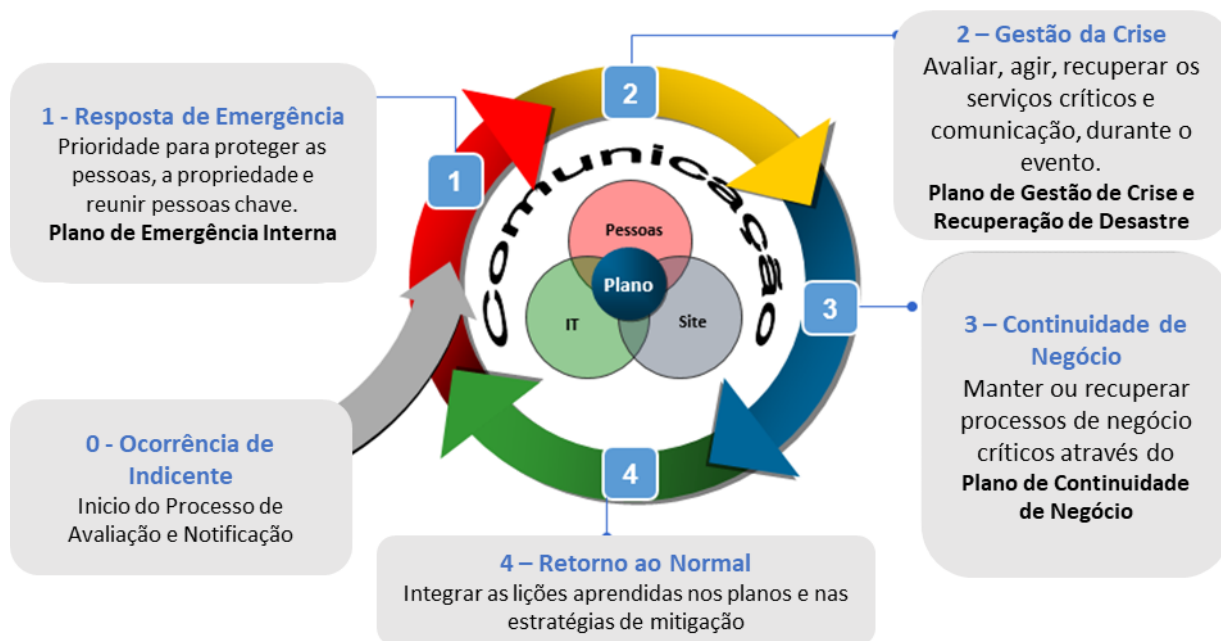 0 - Ocorrência de
Indicente
Inicio do Processo de
Avaliação e Notificação
1 - Resposta de Emergência
Prioridade para proteger as
pessoas, a propriedade e
reunir pessoas chave.
Plano de Emergência Interna
2 – Gestão da Crise
Avaliar, agir, recuperar os
serviços críticos e
comunicação, durante o
evento.
Plano de Gestão de Crise e
Recuperação de Desastre
3 – Continuidade de
Negócio
Manter ou recuperar
processos de negócio
críticos através do
Plano de Continuidade
de Negócio
4 – Retorno ao Normal
Integrar as lições aprendidas nos planos e nas
estratégias de mitigação
1
2
3
4
Comunicação
Pessoas
Plano
IT
Site